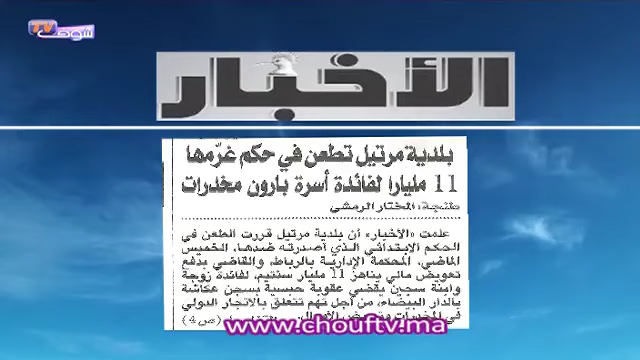 شوف TV
الأخبار
بلدية مرتيل تطعن في حكم غرّمها
11 مليارا لفائدة أسرة بارون مخدرات
طنجة: المختار الرمشي
علمت «الأخبار» أن بلدية مرتيل قررت الطعن في
الحكم الابتدائي الذي أصدرته ضدها، الخميس
الماضي، المحكمة الإدارية بالرباط، والقاضي بدفع
تعويض مالي يناهز 11 مليار سنتيم، لفائدة زوجة
وابنة سجين يقضي عقوبة حبسية بسجن عكاشة
بالدار البيضاء، من أجل تهم تتعلق بالاتجار الدولي
في المخدرات
(ص 4)
www.chouftv.ma